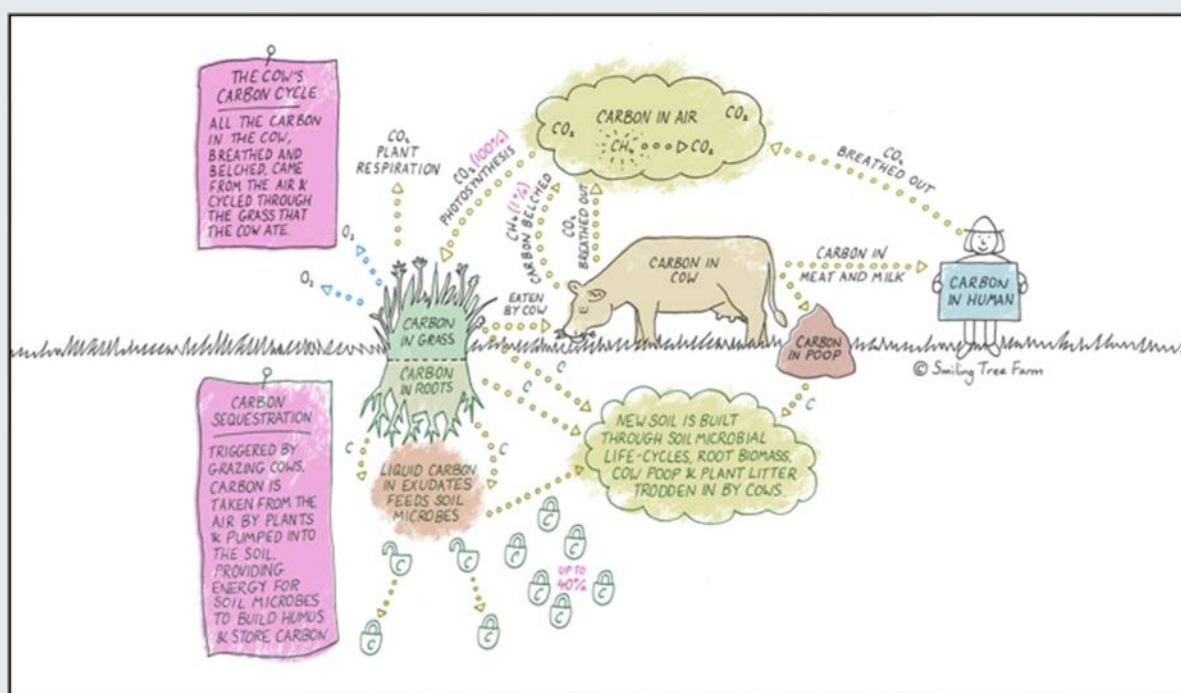 THE COW'S
CARBON CYCLE
ALL THE CARBON
IN THE COW,
BREATHED AND
BELCHED, CAME
FROM THE AIR &
CYCLED THROUGH
THE GRASS THAT
THE COW ATE.
CO₂
PLANT
RESPIRATION
O₂
O₂
CO₂ (100%)
PHOTOSYNTHESIS
CH₄ (1%)
CARBON BELCHED
CO₂
BREATHED OUT
CARBON IN AIR
CO₂
CO₂
CH₄ CO₂
CO₂
BREATHED OUT
CARBON IN
COW
CARBON IN
MEAT AND MILK
CARBON
IN HUMAN
EATEN
BY COW
CARBON
IN GRASS
CARBON
IN ROOTS
CARBON
IN POOP
© Smiling Tree Farm
C
C
C
C
C
CARBON
SEQUESTRATION
TRIGGERED BY
GRAZING COWS,
CARBON IS
TAKEN FROM THE
AIR BY PLANTS
& PUMPED INTO
THE SOIL,
PROVIDING
ENERGY FOR
SOIL MICROBES
TO BUILD HUMUS
& STORE CARBON
LIQUID CARBON
IN EXUDATES
FEEDS SOIL
MICROBES
NEW SOIL IS BUILT
THROUGH SOIL MICROBIAL
LIFE-CYCLES, ROOT BIOMASS,
COW POOP & PLANT LITTER
TRODDEN IN BY COWS.
C
C
C
C
C
C
C
C
C
UP TO
40%